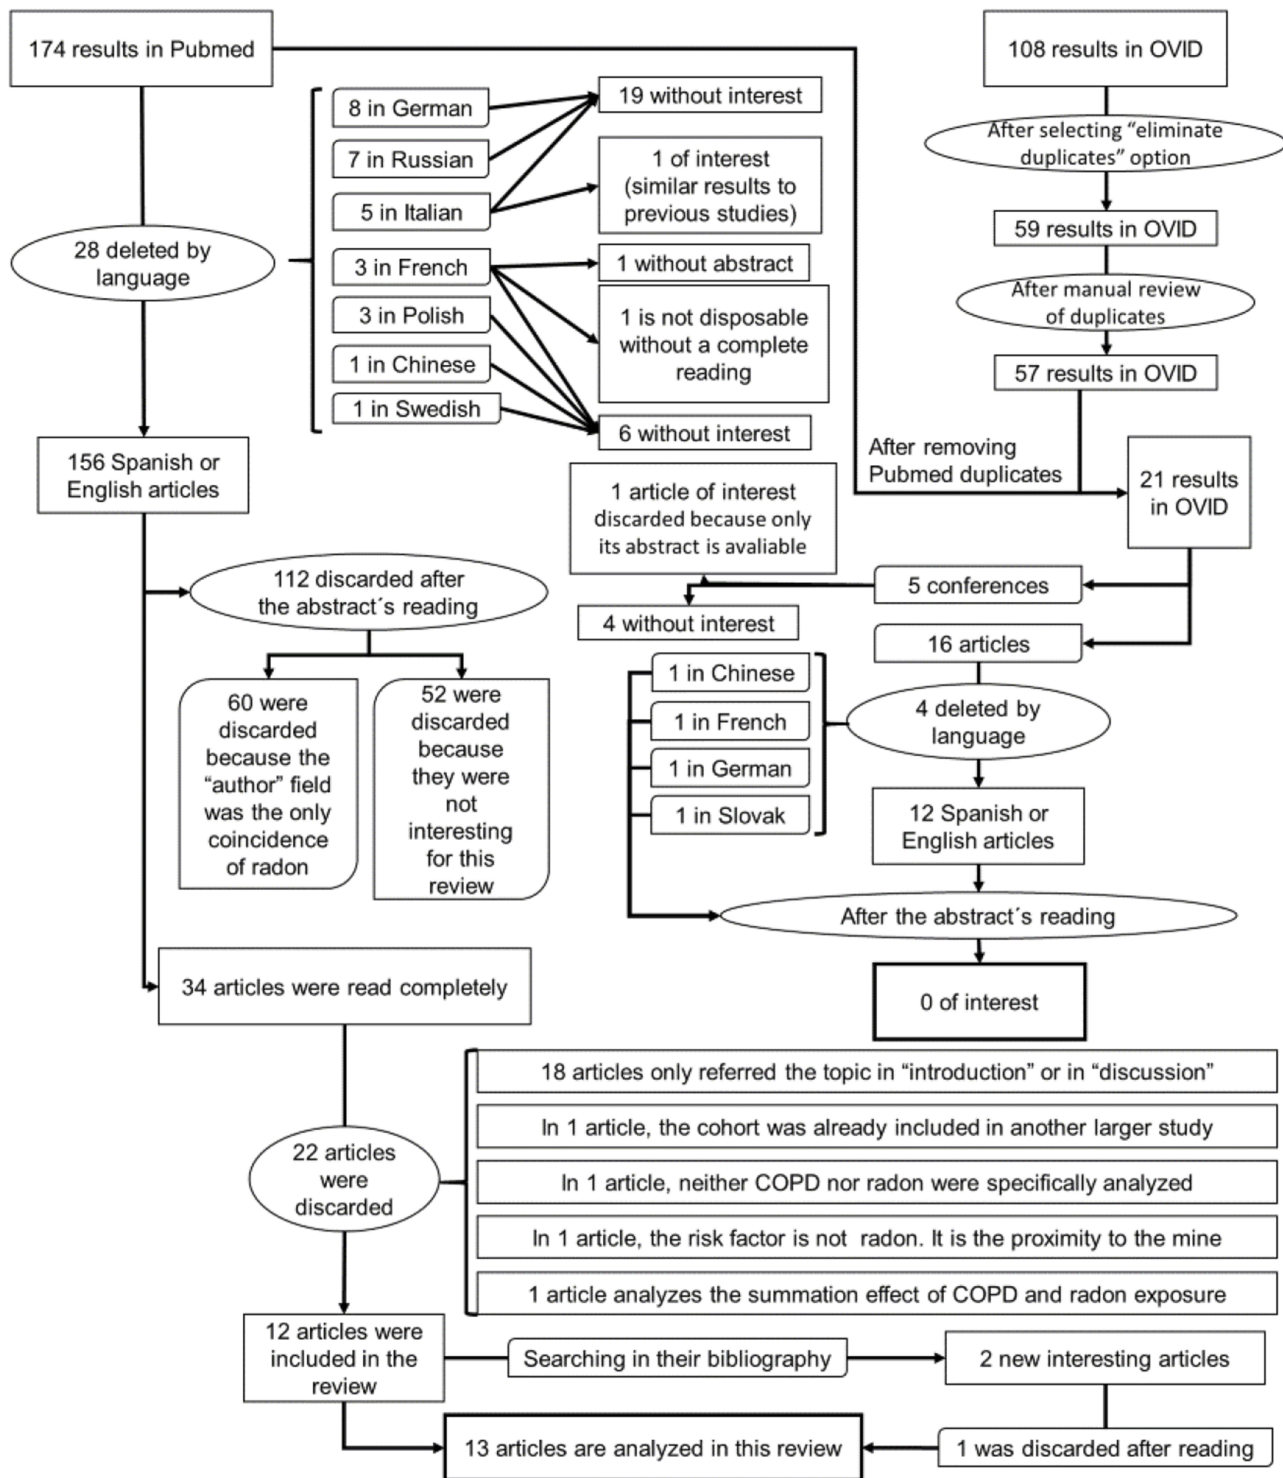 174 results in Pubmed
108 results in OVID
8 in German
7 in Russian
5 in Italian
3 in French
3 in Polish
1 in Chinese
1 in Swedish
19 without interest
1 of interest
(similar results to
previous studies)
1 without abstract
1 is not disposable
without a complete
reading
6 without interest
After selecting “eliminate
duplicates” option
59 results in OVID
After manual review
of duplicates
57 results in OVID
28 deleted by
language
156 Spanish or
English articles
After removing
Pubmed duplicates
21 results
in OVID
1 article of interest
discarded because only
its abstract is avaliable
5 conferences
4 without interest
16 articles
112 discarded after
the abstract´s reading
60 were
discarded
because the
“author” field
was the only
coincidence
of radon
52 were
discarded
because
they were
not
interesting
for this
review
1 in Chinese
1 in French
1 in German
1 in Slovak
4 deleted by
language
12 Spanish or
English articles
After the abstract´s reading
0 of interest
34 articles were read completely
22 articles
were
discarded
18 articles only referred the topic in “introduction” or in “discussion”
In 1 article, the cohort was already included in another larger study
In 1 article, neither COPD nor radon were specifically analyzed
In 1 article, the risk factor is not radon. It is the proximity to the mine
1 article analyzes the summation effect of COPD and radon exposure
12 articles were
included in the
review
Searching in their bibliography
2 new interesting articles
13 articles are analyzed in this review
1 was discarded after reading